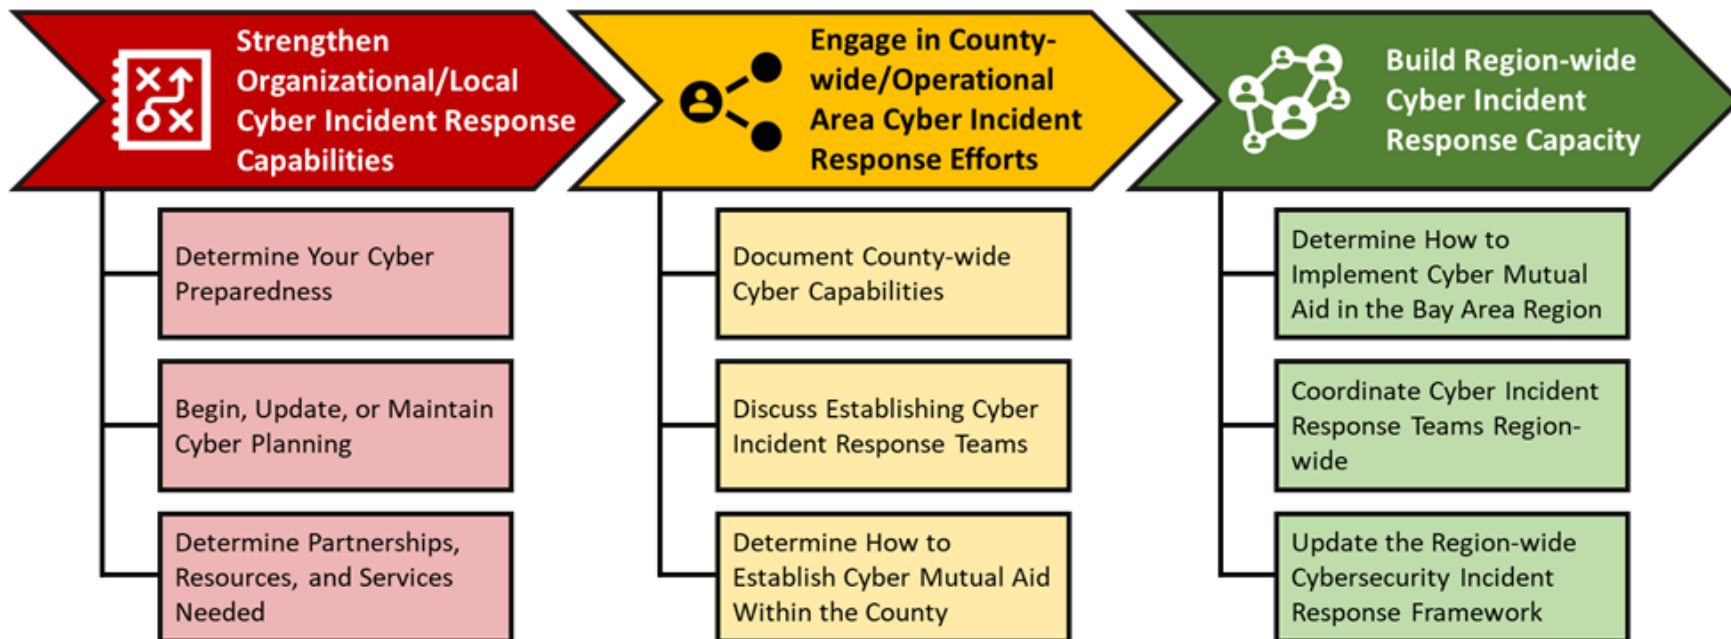 Strengthen
Organizational/Local
Cyber Incident Response
Capabilities
Determine Your Cyber
Preparedness
Begin, Update, or Maintain
Cyber Planning
Determine Partnerships,
Resources, and Services
Needed
Engage in County-
wide/Operational
Area Cyber Incident
Response Efforts
Document County-wide
Cyber Capabilities
Discuss Establishing Cyber
Incident Response Teams
Determine How to
Establish Cyber Mutual Aid
Within the County
Build Region-wide
Cyber Incident
Response Capacity
Determine How to
Implement Cyber Mutual
Aid in the Bay Area Region
Coordinate Cyber Incident
Response Teams Region-
wide
Update the Region-wide
Cybersecurity Incident
Response Framework